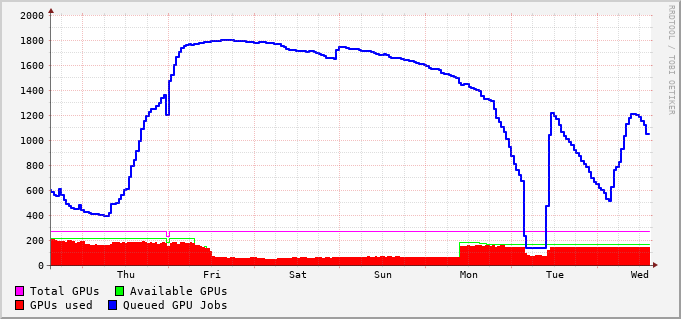 2000
1800
1600
1400
1200
1000
800
600
400
200
0
Thu Fri Sat Sun Mon Tue Wed
Total GPUs Available GPUs
GPUs used Queued GPU Jobs
RRDTOOL / TOBI OETIKER